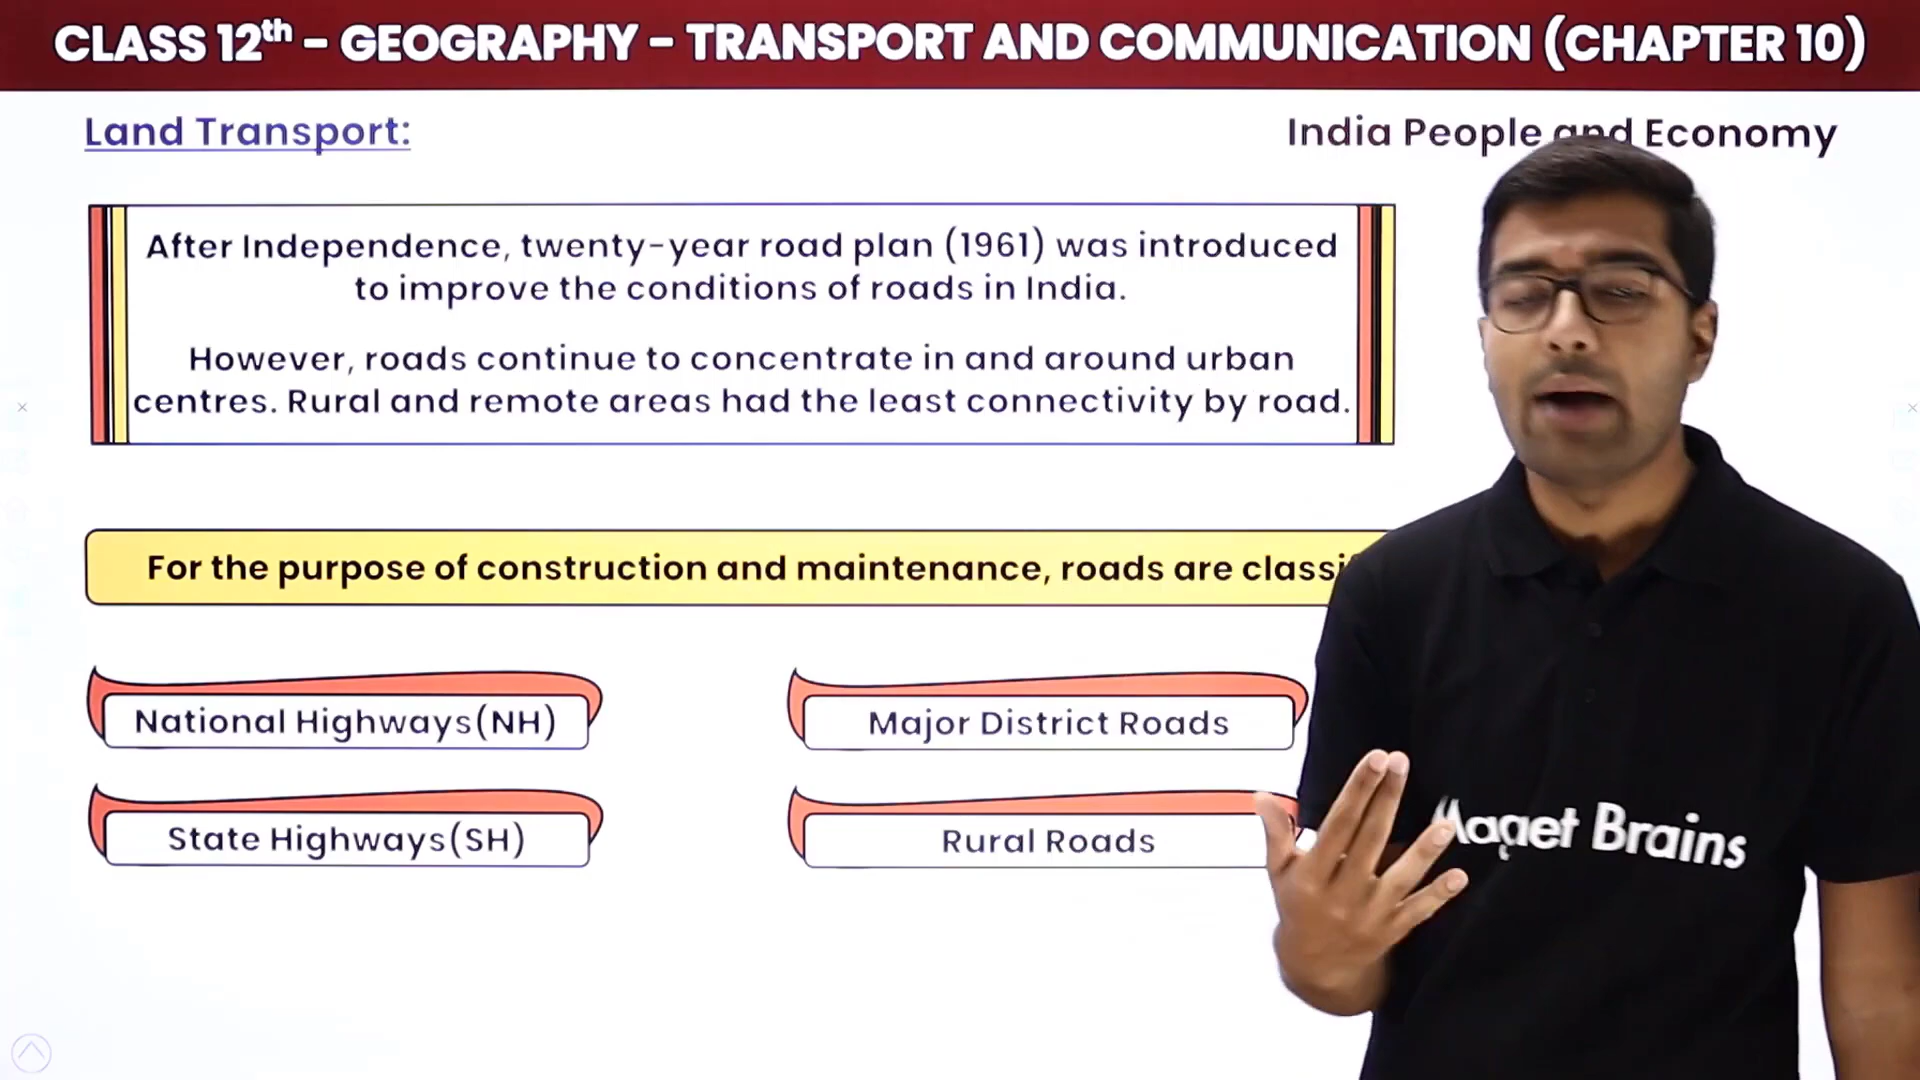 CLASS 12th - GEOGRAPHY - TRANSPORT AND COMMUNICATION (CHAPTER 10)
Land Transport:
India People and Economy
After Independence, twenty-year road plan (1961) was introduced
to improve the conditions of roads in India.
However, roads continue to concentrate in and around urban
centres. Rural and remote areas had the least connectivity by road.
For the purpose of construction and maintenance, roads are
National Highways(NH)
Major District Roads
State Highways(SH)
Rural Roads
Brains